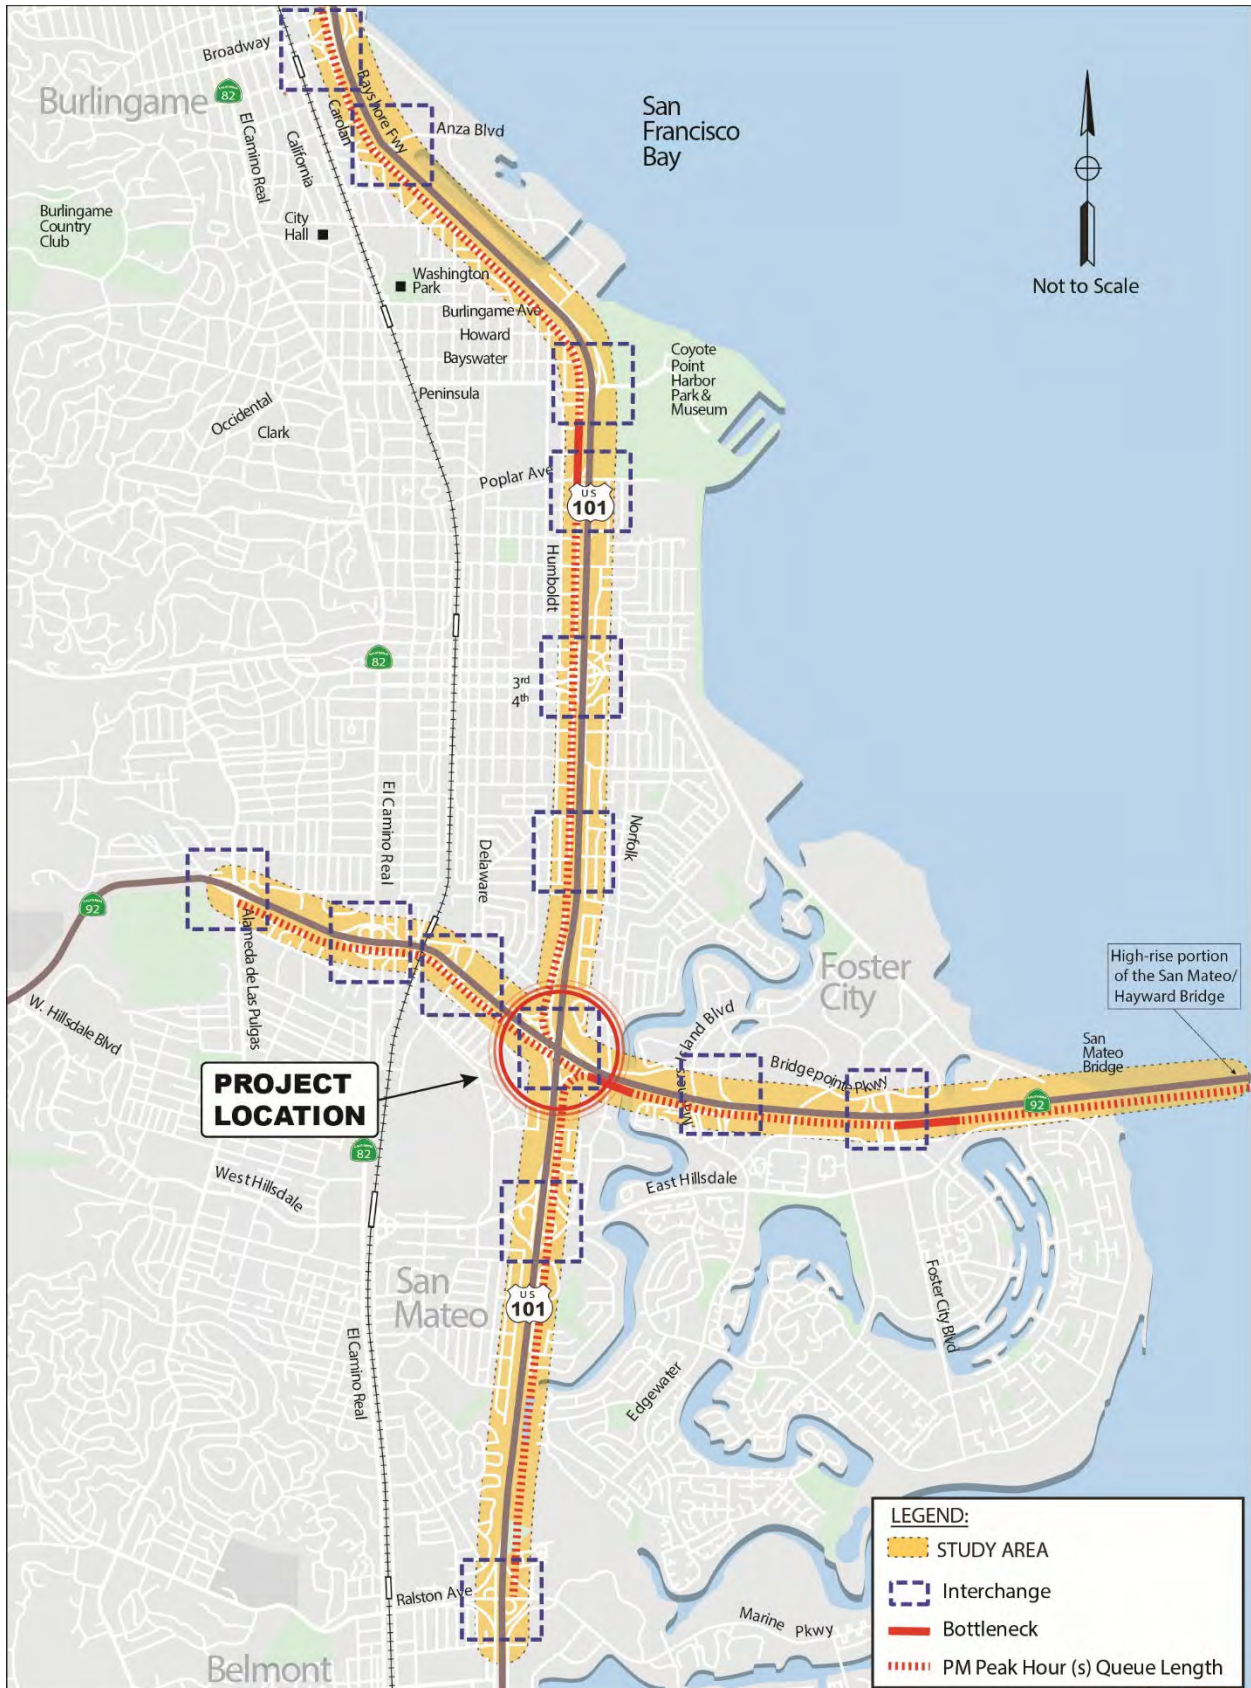 Broadway
Burlingame
82
Bayshore Fwy
Carolan
Anza Blvd
San
Francisco
Bay
El Camino Real
California
Burlingame
Country
Club
City
Hall
Washington
Park
Not to Scale
Burlingame Ave
Howard
Bayswater
Peninsula
Coyote
Point
Harbor
Park &
Museum
Occidental
Clark
Poplar Ave
US
101
Humboldt
82
3rd
4th
El Camino Real
Delaware
Norfolk
92
Alameda de Las Pulgas
W. Hillsdale Blvd
Foster
City
High-rise portion
of the San Mateo/
Hayward Bridge
Mariners Island Blvd
Bridgepointe Pkwy
San
Mateo
Bridge
92
PROJECT
LOCATION
82
West Hillsdale
East Hillsdale
San
Mateo
US
101
El Camino Real
Foster City Blvd
Edgewater
Ralston Ave
Belmont
Marine Pkwy
LEGEND:
STUDY AREA
Interchange
Bottleneck
PM Peak Hour (s) Queue Length